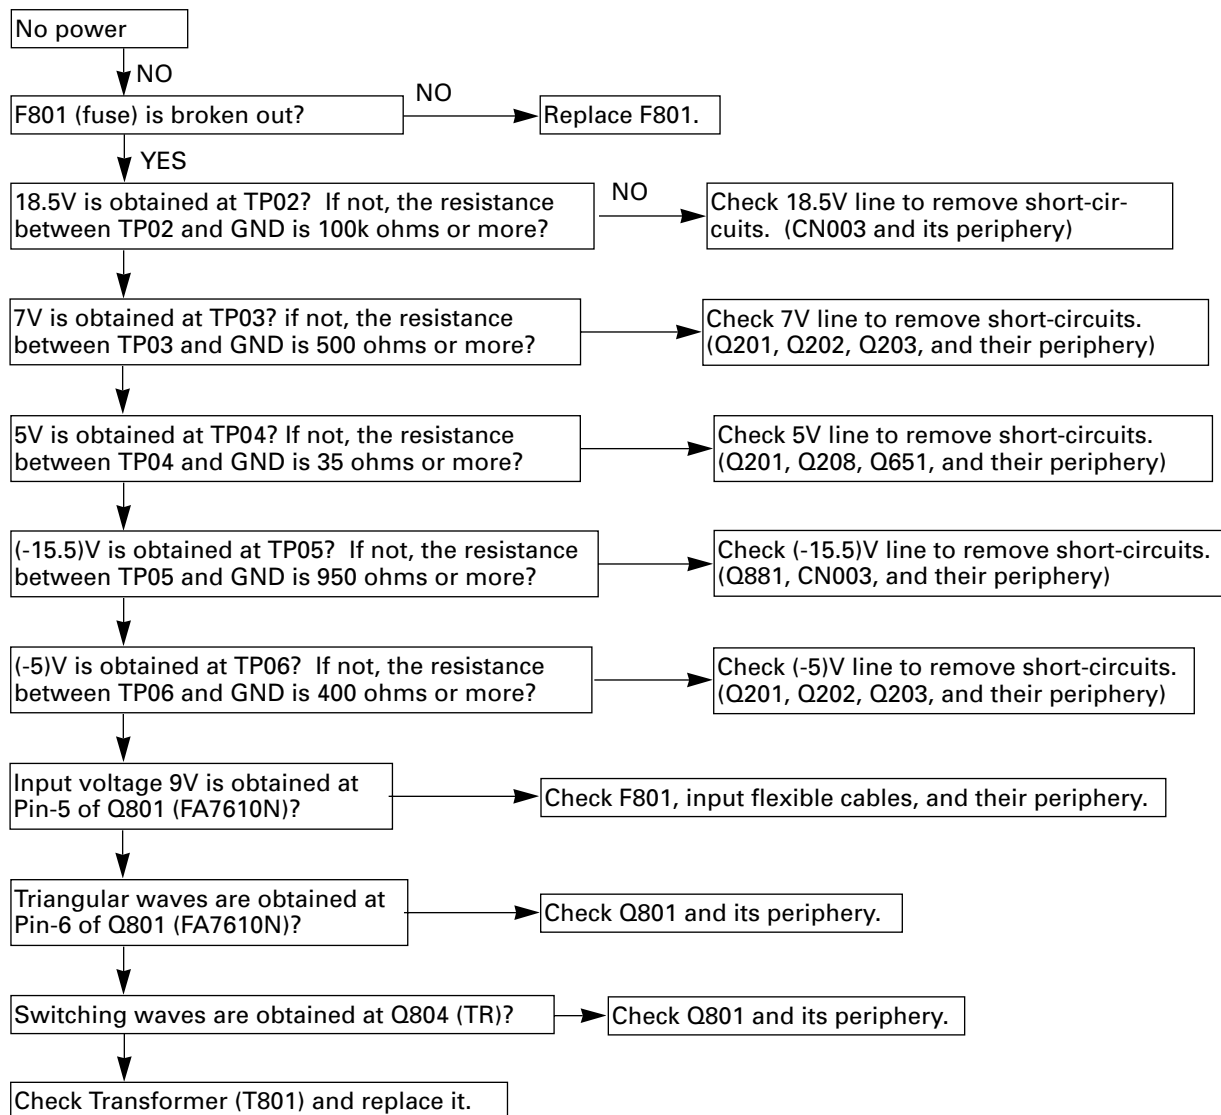 No power
NO
F801 (fuse) is broken out?
NO
Replace F801.
YES
18.5V is obtained at TP02?  If not, the resistance
between TP02 and GND is 100k ohms or more?
NO
Check 18.5V line to remove short-cir-
cuits.  (CN003 and its periphery)
7V is obtained at TP03? if not, the resistance
between TP03 and GND is 500 ohms or more?
Check 7V line to remove short-circuits.
(Q201, Q202, Q203, and their periphery)
5V is obtained at TP04? If not, the resistance
between TP04 and GND is 35 ohms or more?
Check 5V line to remove short-circuits.
(Q201, Q208, Q651, and their periphery)
(-15.5)V is obtained at TP05?  If not, the resistance
between TP05 and GND is 950 ohms or more?
Check (-15.5)V line to remove short-circuits.
(Q881, CN003, and their periphery)
(-5)V is obtained at TP06?  If not, the resistance
between TP06 and GND is 400 ohms or more?
Check (-5)V line to remove short-circuits.
(Q201, Q202, Q203, and their periphery)
Input voltage 9V is obtained at
Pin-5 of Q801 (FA7610N)?
Check F801, input flexible cables, and their periphery.
Triangular waves are obtained at
Pin-6 of Q801 (FA7610N)?
Check Q801 and its periphery.
Switching waves are obtained at Q804 (TR)?
Check Q801 and its periphery.
Check Transformer (T801) and replace it.